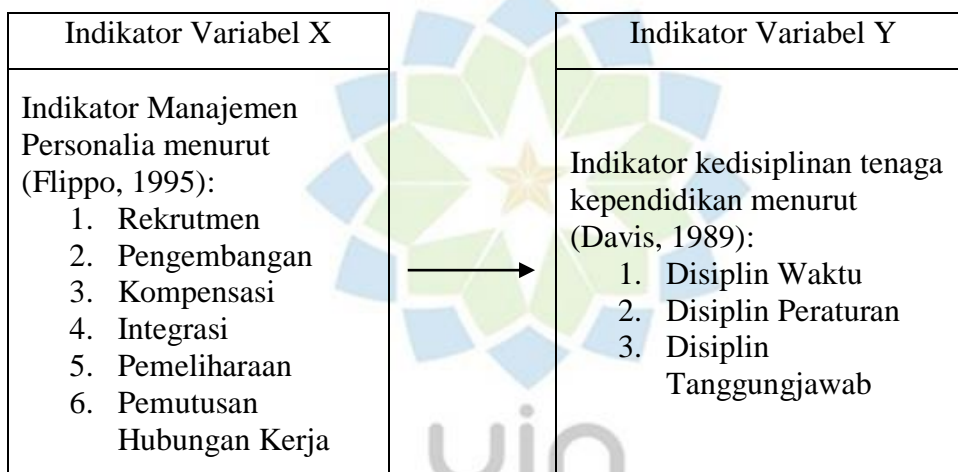 Indikator Variabel X
Indikator Manajemen
Personalia menurut
(Flippo, 1995):
1. Rekrutmen
2. Pengembangan
3. Kompensasi
4. Integrasi
5. Pemeliharaan
6. Pemutusan
Hubungan Kerja
Indikator Variabel Y
Indikator kedisiplinan tenaga
kependidikan menurut
(Davis, 1989):
1. Disiplin Waktu
2. Disiplin Peraturan
3. Disiplin
Tanggungjawab
uin